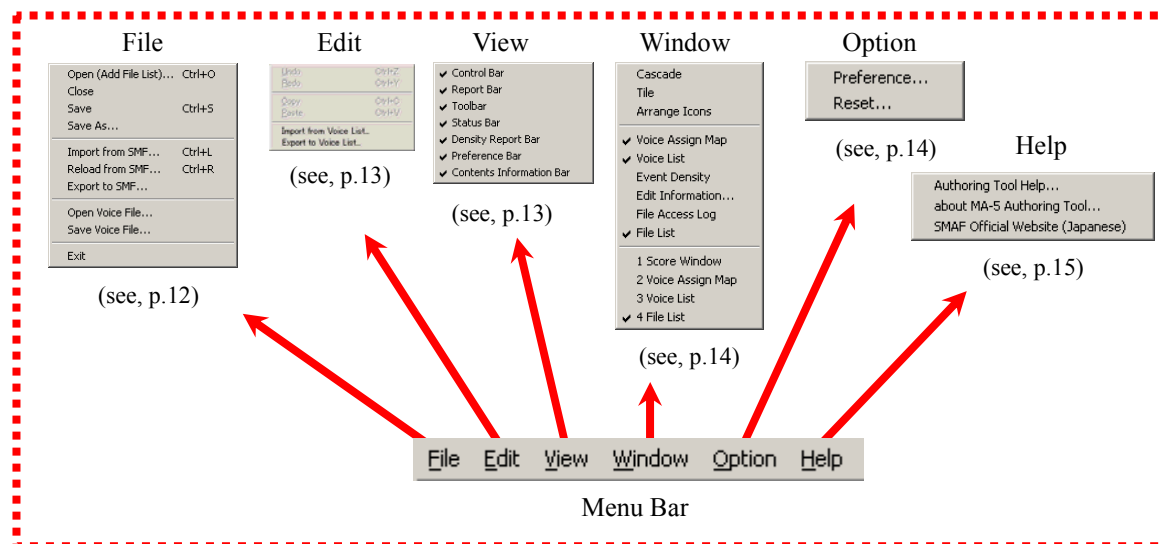 File
Open (Add File List)... Ctrl+O
Close
Save Ctrl+S
Save As...
Import from SMF... Ctrl+L
Reload from SMF... Ctrl+R
Export to SMF...
Open Voice File...
Save Voice File...
Exit
(see, p.12)
Edit
Undo Ctrl+Z
Redo Ctrl+Y
Copy Ctrl+C
Paste Ctrl+V
Import from Voice List...
Export to Voice List...
(see, p.13)
View
Control Bar
Report Bar
Toolbar
Status Bar
Density Report Bar
Preference Bar
Contents Information Bar
(see, p.13)
Window
Cascade
Tile
Arrange Icons
Voice Assign Map
Voice List
Event Density
Edit Information...
File Access Log
File List
1 Score Window
2 Voice Assign Map
3 Voice List
4 File List
(see, p.14)
Option
Preference...
Reset...
(see, p.14)
Help
Authoring Tool Help...
about MA-5 Authoring Tool...
SMAF Official Website (Japanese)
(see, p.15)
File Edit View Window Option Help
Menu Bar